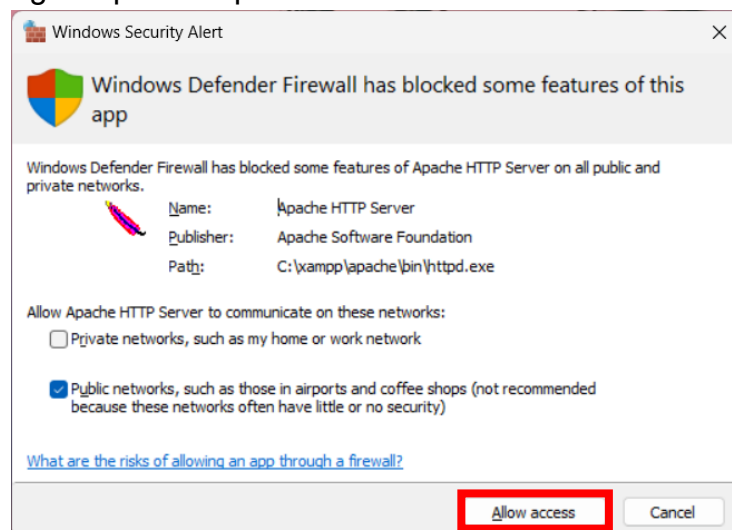 Windows Security Alert
Windows Defender Firewall has blocked some features of this
app
Windows Defender Firewall has blocked some features of Apache HTTP Server on all public and
private networks.
Name: Apache HTTP Server
Publisher: Apache Software Foundation
Path: C:\xampp\apache\bin\httpd.exe
Allow Apache HTTP Server to communicate on these networks:
Private networks, such as my home or work network
Public networks, such as those in airports and coffee shops (not recommended
because these networks often have little or no security)
What are the risks of allowing an app through a firewall?
Allow access Cancel